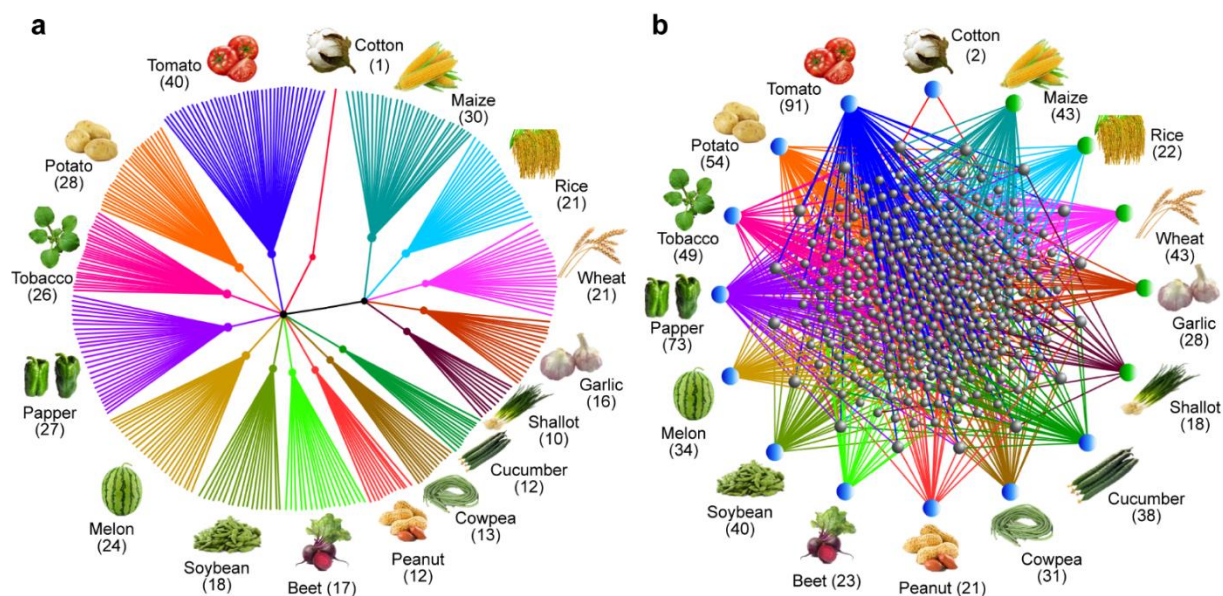 a
Cotton
(1)
Tomato
(40)
Maize
(30)
Potato
(28)
Rice
(21)
Tobacco
(26)
Wheat
(21)
Papper
(27)
Garlic
(16)
Shallot
(10)
Cucumber
(12)
Melon
(24)
Cowpea
(13)
Soybean
(18)
Beet (17)
Peanut
(12)
b
Cotton
(2)
Tomato
(91)
Maize
(43)
Potato
(54)
Rice
(22)
Tobacco
(49)
Wheat
(43)
Papper
(73)
Garlic
(28)
Shallot
(18)
Melon
(34)
Cucumber
(38)
Soybean
(40)
Cowpea
(31)
Beet (23)
Peanut (21)